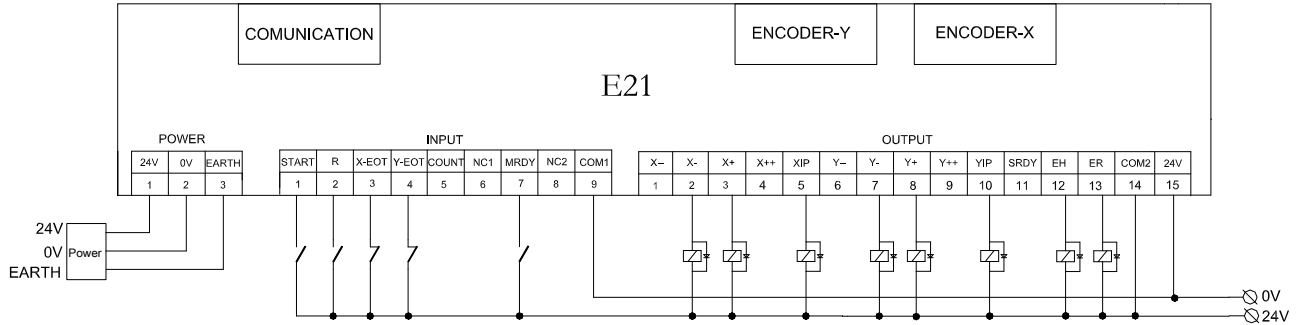 COMUNICATION
ENCODER-Y
ENCODER-X
E21
POWER
INPUT
OUTPUT
24V 0V EARTH
1 2 3
START R X-EOT Y-EOT COUNT NC1 MRDY NC2 COM1
1 2 3 4 5 6 7 8 9
X-- X- X+ X++ XIP Y-- Y- Y+ Y++ YIP SRDY EH ER COM2 24V
1 2 3 4 5 6 7 8 9 10 11 12 13 14 15
24V
0V
EARTH
Power
0V
24V